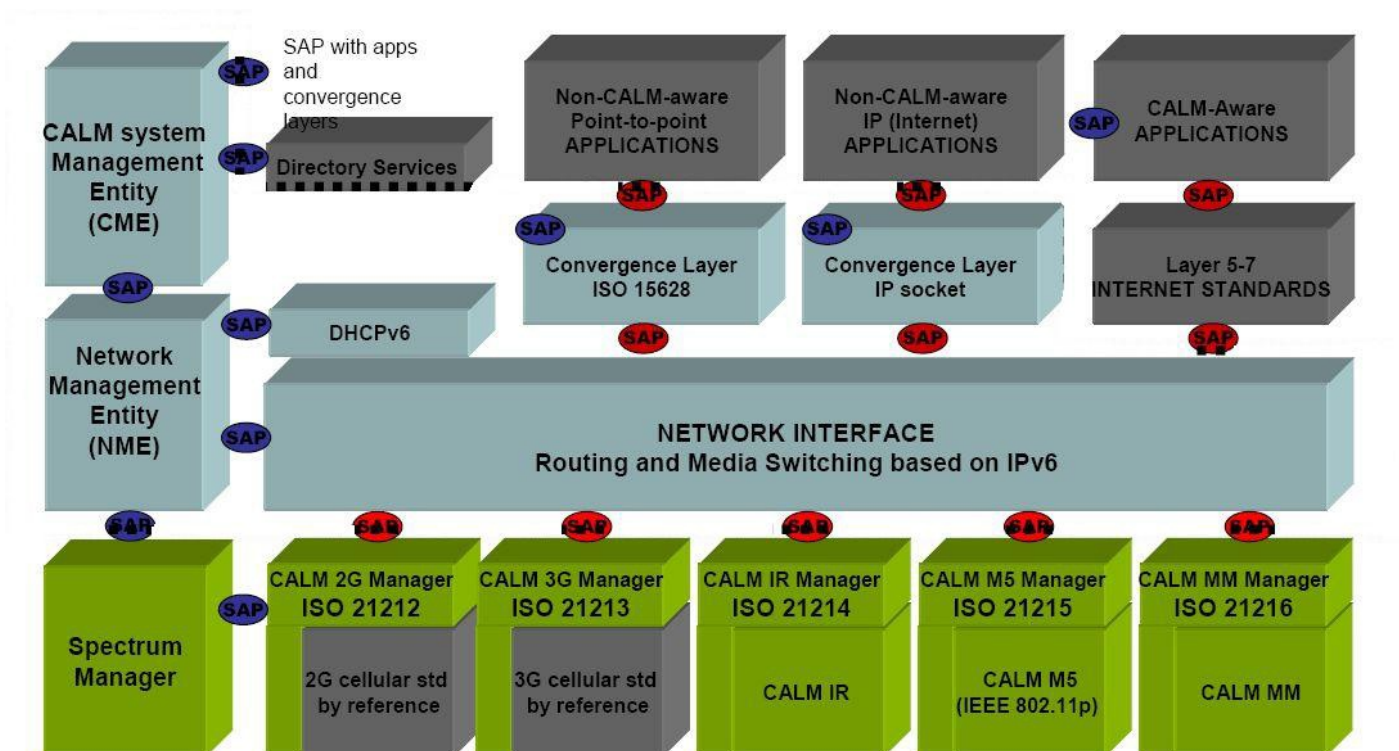 SAP
SAP with apps
and
convergence
layers
CALM system
Management
Entity
(CME)
SAP
Directory Services
Non-CALM-aware
Point-to-point
APPLICATIONS
Non-CALM-aware
IP (Internet)
APPLICATIONS
SAP
CALM-Aware
APPLICATIONS
SAP
SAP
SAP
SAP
SAP
Convergence Layer
ISO 15628
Convergence Layer
IP socket
Layer 5-7
INTERNET STANDARDS
SAP
SAP
DHCPv6
SAP
SAP
SAP
Network
Management
Entity
(NME)
SAP
NETWORK INTERFACE
Routing and Media Switching based on IPv6
SAP
SAP
SAP
SAP
SAP
SAP
Spectrum
Manager
SAP
CALM 2G Manager
ISO 21212
2G cellular std
by reference
CALM 3G Manager
ISO 21213
3G cellular std
by reference
CALM IR Manager
ISO 21214
CALM IR
CALM M5 Manager
ISO 21215
CALM M5
(IEEE 802.11p)
CALM MM Manager
ISO 21216
CALM MM